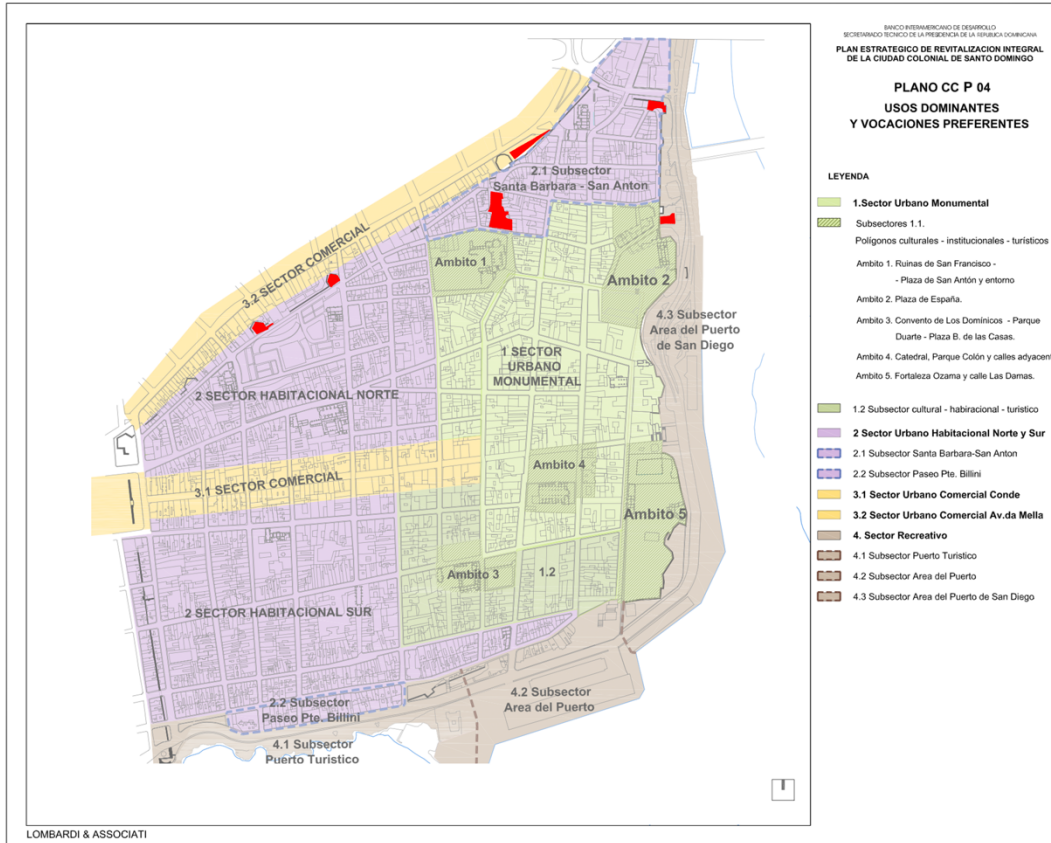 BANCO INTERAMERICANO DE DESARROLLO
SECRETARIADO TECNICO DE LA PRESIDENCIA DE LA REPUBLICA DOMINICANA
PLAN ESTRATEGICO DE REVITALIZACION INTEGRAL
DE LA CIUDAD COLONIAL DE SANTO DOMINGO
PLANO CC P 04
USOS DOMINANTES
Y VOCACIONES PREFERENTES
LEYENDA
1.Sector Urbano Monumental
Subsectores 1.1.
Polígonos culturales - institucionales - turísticos
Ambito 1. Ruinas de San Francisco -
- Plaza de San Antón y entorno
Ambito 2. Plaza de España.
Ambito 3. Convento de Los Domínicos - Parque
Duarte - Plaza B. de las Casas.
Ambito 4. Catedral, Parque Colón y calles adyacent
Ambito 5. Fortaleza Ozama y calle Las Damas.
1.2 Subsector cultural - habiracional - turistico
2 Sector Urbano Habitacional Norte y Sur
2.1 Subsector Santa Barbara-San Anton
2.2 Subsector Paseo Pte. Billini
3.1 Sector Urbano Comercial Conde
3.2 Sector Urbano Comercial Av.da Mella
4. Sector Recreativo
4.1 Subsector Puerto Turistico
4.2 Subsector Area del Puerto
4.3 Subsector Area del Puerto de San Diego
2.1 Subsector
Santa Barbara - San Anton
3.2 SECTOR COMERCIAL
Ambito 1
Ambito 2
4.3 Subsector
Area del Puerto
de San Diego
1 SECTOR
URBANO
MONUMENTAL
2 SECTOR HABITACIONAL NORTE
3.1 SECTOR COMERCIAL
Ambito 4
Ambito 5
Ambito 3
1.2
2 SECTOR HABITACIONAL SUR
2.2 Subsector
Paseo Pte. Billini
4.2 Subsector
Area del Puerto
4.1 Subsector
Puerto Turistico
LOMBARDI & ASSOCIATI